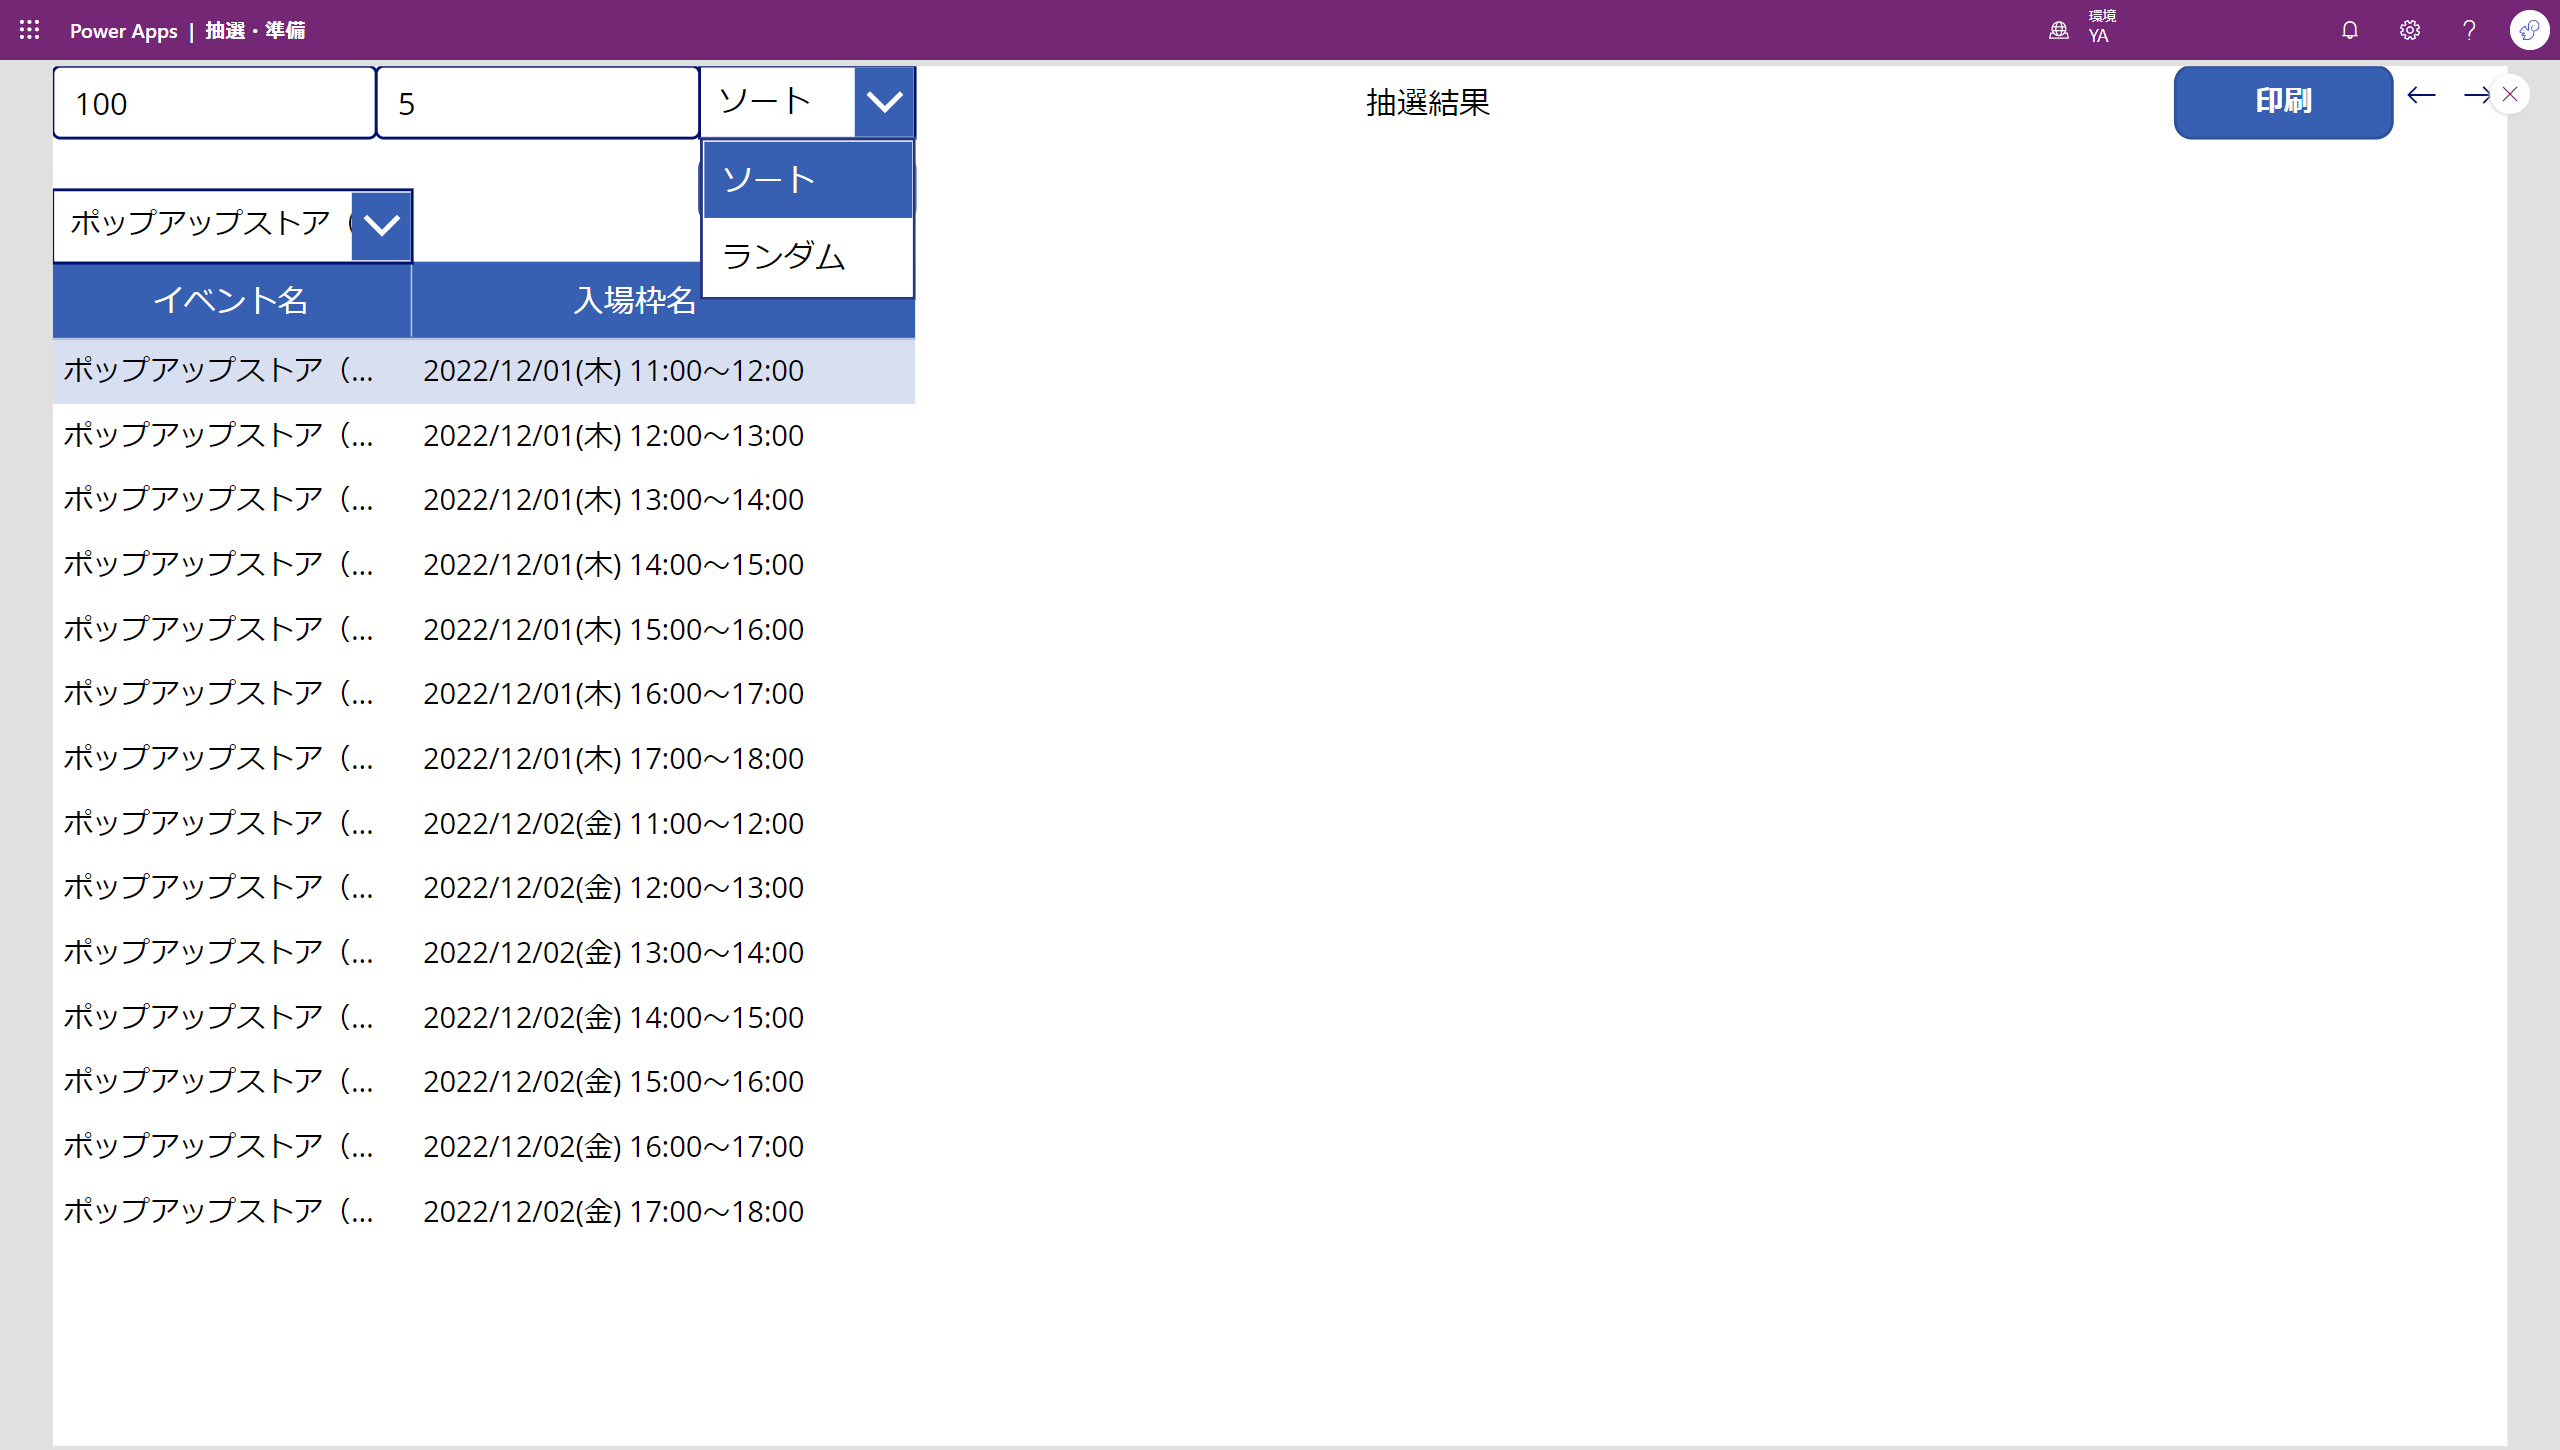 Power Apps | 抽選・準備
環境
YA
100
5
ソート
抽選結果
印刷
ソート
ランダム
ポップアップストア（
イベント名 入場枠名
ポップアップストア（... 2022/12/01(木) 11:00～12:00
ポップアップストア（... 2022/12/01(木) 12:00～13:00
ポップアップストア（... 2022/12/01(木) 13:00～14:00
ポップアップストア（... 2022/12/01(木) 14:00～15:00
ポップアップストア（... 2022/12/01(木) 15:00～16:00
ポップアップストア（... 2022/12/01(木) 16:00～17:00
ポップアップストア（... 2022/12/01(木) 17:00～18:00
ポップアップストア（... 2022/12/02(金) 11:00～12:00
ポップアップストア（... 2022/12/02(金) 12:00～13:00
ポップアップストア（... 2022/12/02(金) 13:00～14:00
ポップアップストア（... 2022/12/02(金) 14:00～15:00
ポップアップストア（... 2022/12/02(金) 15:00～16:00
ポップアップストア（... 2022/12/02(金) 16:00～17:00
ポップアップストア（... 2022/12/02(金) 17:00～18:00